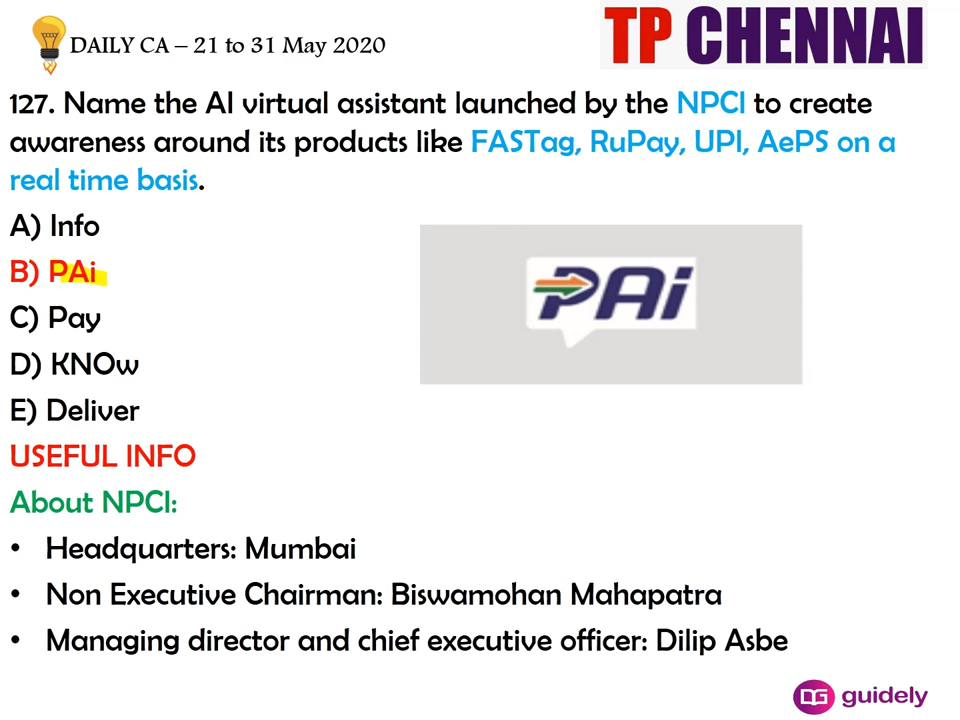 DAILY CA – 21 to 31 May 2020
TP CHENNAI
127. Name the AI virtual assistant launched by the NPCI to create
awareness around its products like FASTag, RuPay, UPI, AePS on a
real time basis.
A) Info
B) PAi
C) Pay
D) KNOw
E) Deliver
PAi
USEFUL INFO
About NPCI:
• Headquarters: Mumbai
• Non Executive Chairman: Biswamohan Mahapatra
• Managing director and chief executive officer: Dilip Asbe
G guidely